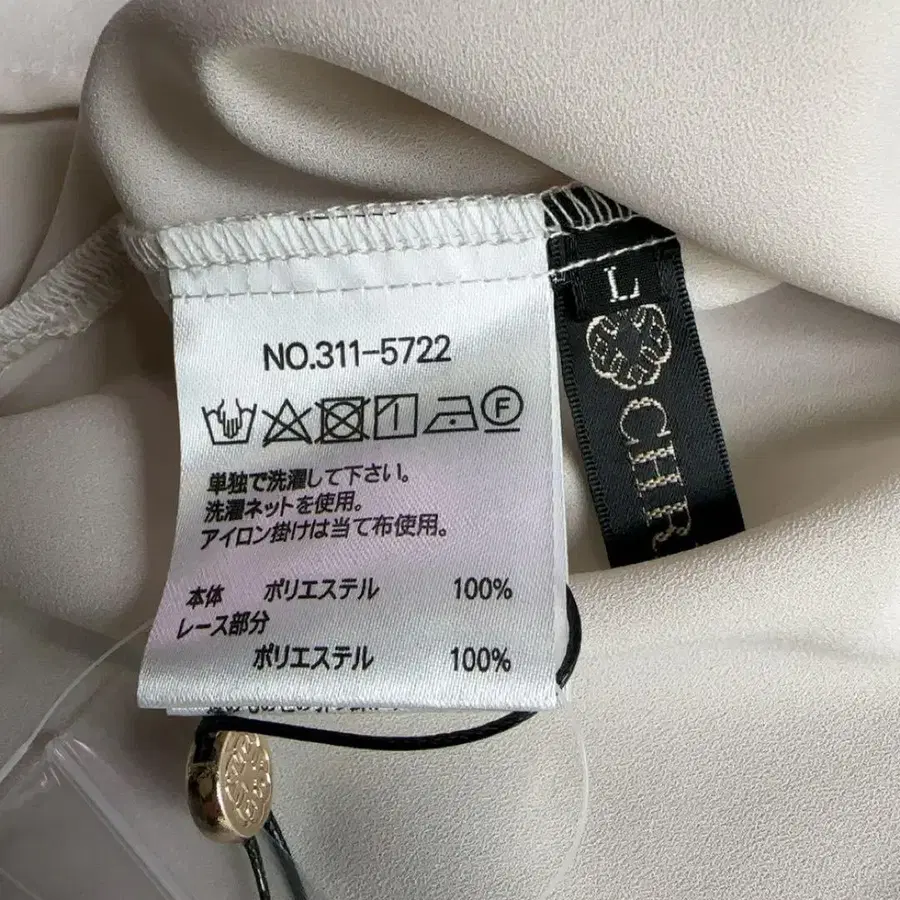 NO.311-5722
F
単独で洗濯して下さい。
洗濯ネットを使用。
アイロン掛けは当て布使用。
本体 ポリエステル 100%
レース部分
ポリエステル 100%
L
CHR